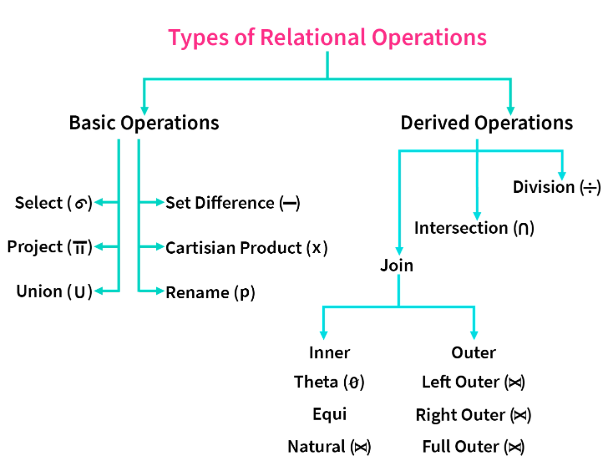 Types of Relational Operations
Basic Operations
Derived Operations
Select (σ)
Set Difference (—)
Division (÷)
Project (π)
Cartisian Product (x)
Intersection (∩)
Union (U)
Rename (p)
Join
Inner
Outer
Theta (θ)
Left Outer (⋈)
Equi
Right Outer (⋈)
Natural (⋈)
Full Outer (⋈)